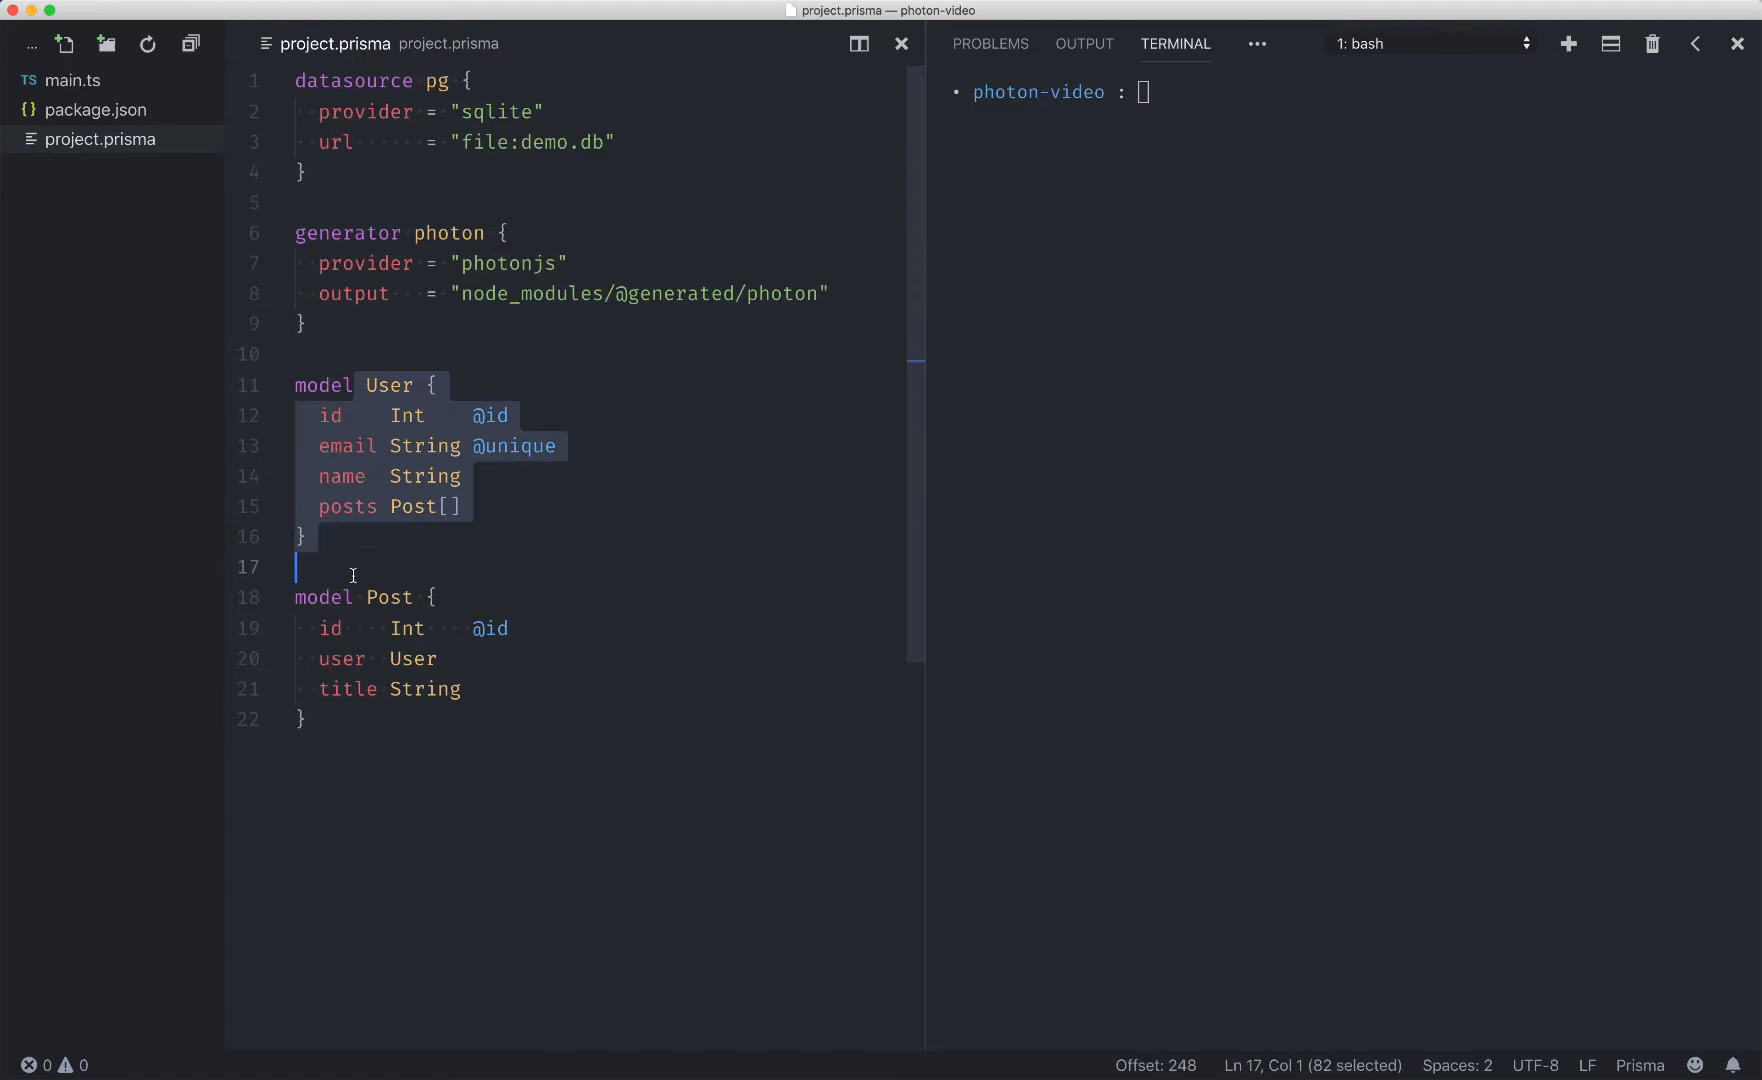 project.prisma — photon-video
...
project.prisma project.prisma
PROBLEMS OUTPUT TERMINAL ••• 1: bash
TS main.ts
{} package.json
project.prisma
1 datasource pg {
2 provider = "sqlite"
3 url = "file:demo.db"
4 }
5
6 generator photon {
7 provider = "photonjs"
8 output = "node_modules/@generated/photon"
9 }
10
11 model User {
12 id Int @id
13 email String @unique
14 name String
15 posts Post[]
16 }
17
18 model Post {
19 id Int @id
20 user User
21 title String
22 }
• photon-video :
0 0
Offset: 248 Ln 17, Col 1 (82 selected) Spaces: 2 UTF-8 LF Prisma